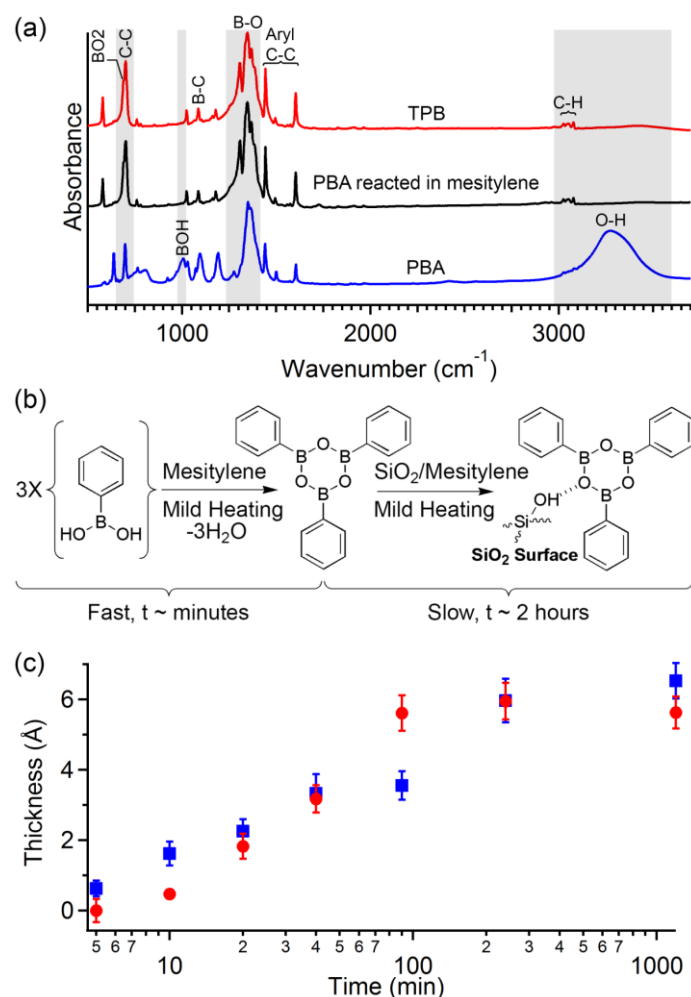 (a)
BO2
C-C
B-C
B-O
Aryl
C-C
TPB
C-H
PBA reacted in mesitylene
BOH
O-H
PBA
Absorbance
1000 2000 3000
Wavenumber (cm⁻¹)
(b)
3X
HO B OH
Mesitylene
Mild Heating
-3H₂O
B O B
O O
B
SiO₂/Mesitylene
Mild Heating
B O B
O O
B
OH
Si
SiO₂ Surface
Fast, t ~ minutes
Slow, t ~ 2 hours
(c)
Thickness (Å)
6
4
2
0
5 6 7 10 2 3 4 5 6 7 100 2 3 4 5 6 7 1000
Time (min)